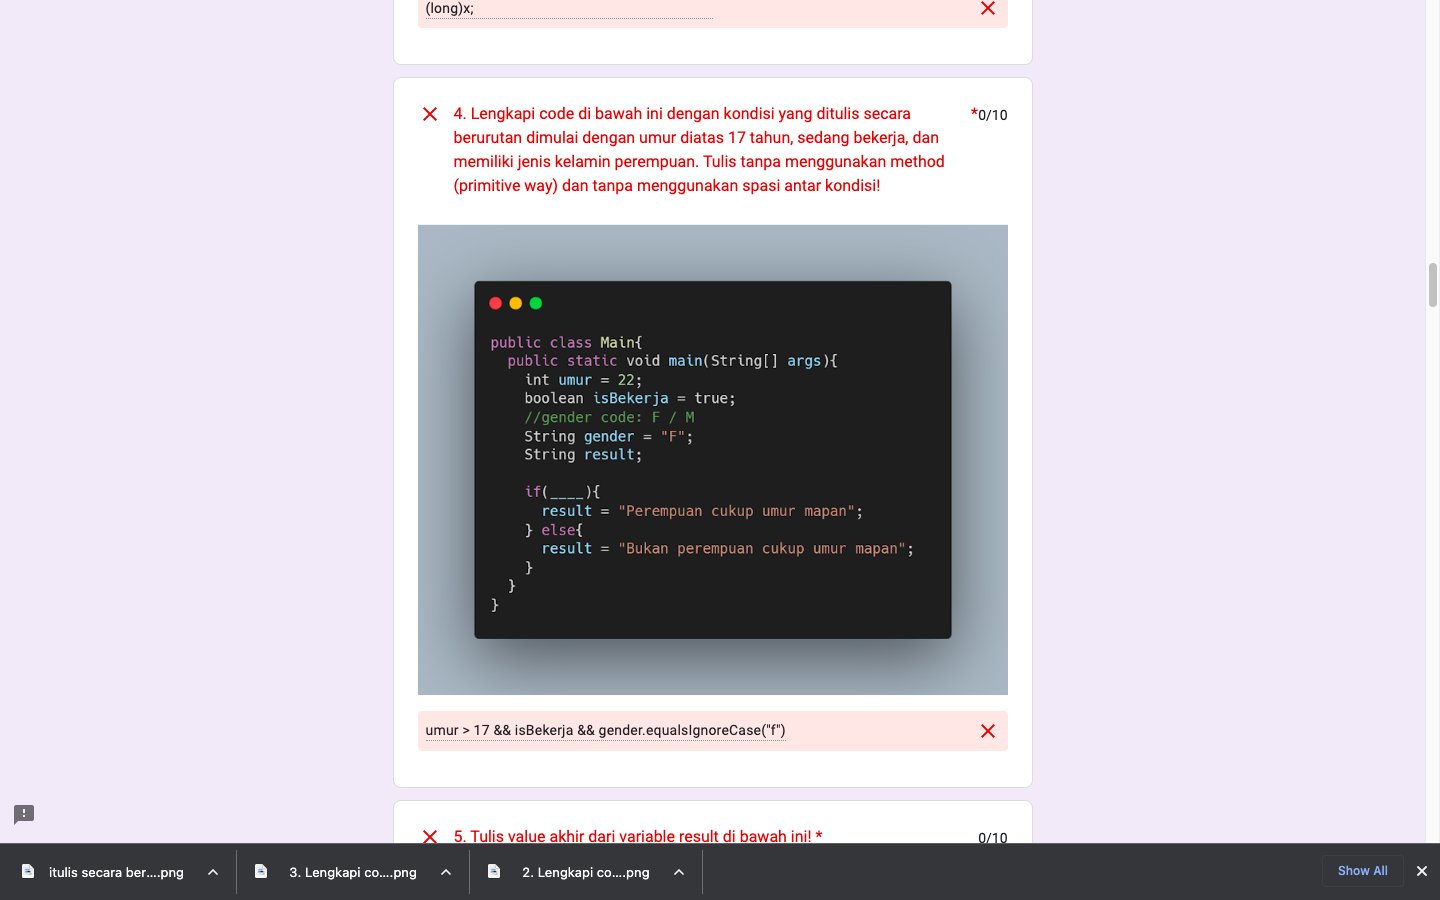 (long)x;
4. Lengkapi code di bawah ini dengan kondisi yang ditulis secara
berurutan dimulai dengan umur diatas 17 tahun, sedang bekerja, dan
memiliki jenis kelamin perempuan. Tulis tanpa menggunakan method
(primitive way) dan tanpa menggunakan spasi antar kondisi!
*0/10
public class Main{
  public static void main(String[] args){
    int umur = 22;
    boolean isBekerja = true;
    //gender code: F / M
    String gender = "F";
    String result;
    if(____){
      result = "Perempuan cukup umur mapan";
    } else{
      result = "Bukan perempuan cukup umur mapan";
    }
  }
}
umur > 17 && isBekerja && gender.equalsIgnoreCase("f")
5. Tulis value akhir dari variable result di bawah ini! *
0/10
itulis secara ber....png
3. Lengkapi co....png
2. Lengkapi co....png
Show All